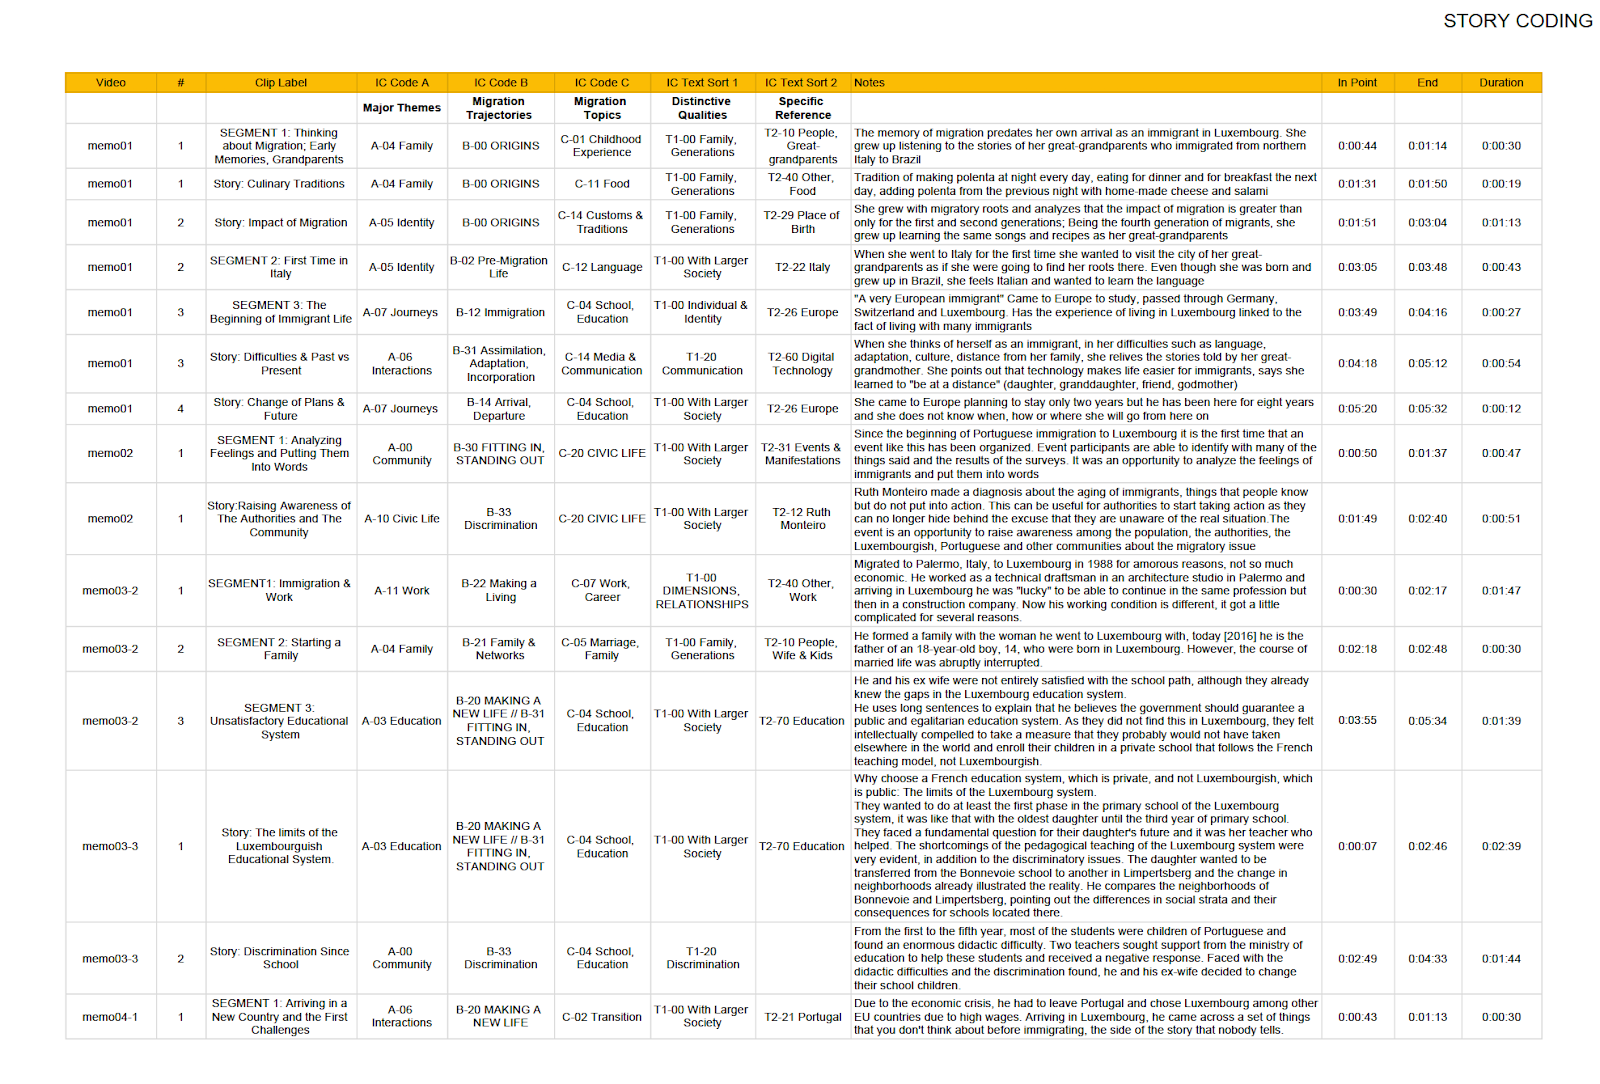 STORY CODING
Video # Clip Label IC Code A IC Code B IC Code C IC Text Sort 1 IC Text Sort 2 Notes In Point End Duration
Major Themes Migration Trajectories Migration Topics Distinctive Qualities Specific Reference
memo01 1 SEGMENT 1: Thinking about Migration; Early Memories, Grandparents A-04 Family B-00 ORIGINS C-01 Childhood Experience T1-00 Family, Generations T2-10 People, Great-grandparents The memory of migration predates her own arrival as an immigrant in Luxembourg. She grew up listening to the stories of her great-grandparents who immigrated from northern Italy to Brazil 0:00:44 0:01:14 0:00:30
memo01 1 Story: Culinary Traditions A-04 Family B-00 ORIGINS C-11 Food T1-00 Family, Generations T2-40 Other, Food Tradition of making polenta at night every day, eating for dinner and for breakfast the next day, adding polenta from the previous night with home-made cheese and salami 0:01:31 0:01:50 0:00:19
memo01 2 Story: Impact of Migration A-05 Identity B-00 ORIGINS C-14 Customs & Traditions T1-00 Family, Generations T2-29 Place of Birth She grew with migratory roots and analyzes that the impact of migration is greater than only for the first and second generations; Being the fourth generation of migrants, she grew up learning the same songs and recipes as her great-grandparents 0:01:51 0:03:04 0:01:13
memo01 2 SEGMENT 2: First Time in Italy A-05 Identity B-02 Pre-Migration Life C-12 Language T1-00 With Larger Society T2-22 Italy When she went to Italy for the first time she wanted to visit the city of her great-grandparents as if she were going to find her roots there. Even though she was born and grew up in Brazil, she feels Italian and wanted to learn the language 0:03:05 0:03:48 0:00:43
memo01 3 SEGMENT 3: The Beginning of Immigrant Life A-07 Journeys B-12 Immigration C-04 School, Education T1-00 Individual & Identity T2-26 Europe "A very European immigrant" Came to Europe to study, passed through Germany, Switzerland and Luxembourg. Has the experience of living in Luxembourg linked to the fact of living with many immigrants 0:03:49 0:04:16 0:00:27
memo01 3 Story: Difficulties & Past vs Present A-06 Interactions B-31 Assimilation, Adaptation, Incorporation C-14 Media & Communication T1-20 Communication T2-60 Digital Technology When she thinks of herself as an immigrant, in her difficulties such as language, adaptation, culture, distance from her family, she relives the stories told by her great-grandmother. She points out that technology makes life easier for immigrants, says she learned to "be at a distance" (daughter, granddaughter, friend, godmother) 0:04:18 0:05:12 0:00:54
memo01 4 Story: Change of Plans & Future A-07 Journeys B-14 Arrival, Departure C-04 School, Education T1-00 With Larger Society T2-26 Europe She came to Europe planning to stay only two years but he has been here for eight years and she does not know when, how or where she will go from here on 0:05:20 0:05:32 0:00:12
memo02 1 SEGMENT 1: Analyzing Feelings and Putting Them Into Words A-00 Community B-30 FITTING IN, STANDING OUT C-20 CIVIC LIFE T1-00 With Larger Society T2-31 Events & Manifestations Since the beginning of Portuguese immigration to Luxembourg it is the first time that an event like this has been organized. Event participants are able to identify with many of the things said and the results of the surveys. It was an opportunity to analyze the feelings of immigrants and put them into words 0:00:50 0:01:37 0:00:47
memo02 1 Story:Raising Awareness of The Authorities and The Community A-10 Civic Life B-33 Discrimination C-20 CIVIC LIFE T1-00 With Larger Society T2-12 Ruth Monteiro Ruth Monteiro made a diagnosis about the aging of immigrants, things that people know but do not put into action. This can be useful for authorities to start taking action as they can no longer hide behind the excuse that they are unaware of the real situation.The event is an opportunity to raise awareness among the population, the authorities, the Luxembourgish, Portuguese and other communities about the migratory issue 0:01:49 0:02:40 0:00:51
memo03-2 1 SEGMENT1: Immigration & Work A-11 Work B-22 Making a Living C-07 Work, Career T1-00 DIMENSIONS, RELATIONSHIPS T2-40 Other, Work Migrated to Palermo, Italy, to Luxembourg in 1988 for amorous reasons, not so much economic. He worked as a technical draftsman in an architecture studio in Palermo and arriving in Luxembourg he was "lucky" to be able to continue in the same profession but then in a construction company. Now his working condition is different, it got a little complicated for several reasons. 0:00:30 0:02:17 0:01:47
memo03-2 2 SEGMENT 2: Starting a Family A-04 Family B-21 Family & Networks C-05 Marriage, Family T1-00 Family, Generations T2-10 People, Wife & Kids He formed a family with the woman he went to Luxembourg with, today [2016] he is the father of an 18-year-old boy, 14, who were born in Luxembourg. However, the course of married life was abruptly interrupted. 0:02:18 0:02:48 0:00:30
memo03-2 3 SEGMENT 3: Unsatisfactory Educational System A-03 Education B-20 MAKING A NEW LIFE // B-31 FITTING IN, STANDING OUT C-04 School, Education T1-00 With Larger Society T2-70 Education He and his ex wife were not entirely satisfied with the school path, although they already knew the gaps in the Luxembourg education system. He uses long sentences to explain that he believes the government should guarantee a public and egalitarian education system. As they did not find this in Luxembourg, they felt intellectually compelled to take a measure that they probably would not have taken elsewhere in the world and enroll their children in a private school that follows the French teaching model, not Luxembourgish. 0:03:55 0:05:34 0:01:39
memo03-3 1 Story: The limits of the Luxembourguish Educational System. A-03 Education B-20 MAKING A NEW LIFE // B-31 FITTING IN, STANDING OUT C-04 School, Education T1-00 With Larger Society T2-70 Education Why choose a French education system, which is private, and not Luxembourgish, which is public: The limits of the Luxembourg system. They wanted to do at least the first phase in the primary school of the Luxembourg system, it was like that with the oldest daughter until the third year of primary school. They faced a fundamental question for their daughter's future and it was her teacher who helped. The shortcomings of the pedagogical teaching of the Luxembourg system were very evident, in addition to the discriminatory issues. The daughter wanted to be transferred from the Bonnevoie school to another in Limpertsberg and the change in neighborhoods already illustrated the reality. He compares the neighborhoods of Bonnevoie and Limpertsberg, pointing out the differences in social strata and their consequences for schools located there. 0:00:07 0:02:46 0:02:39
memo03-3 2 Story: Discrimination Since School A-00 Community B-33 Discrimination C-04 School, Education T1-20 Discrimination From the first to the fifth year, most of the students were children of Portuguese and found an enormous didactic difficulty. Two teachers sought support from the ministry of education to help these students and received a negative response. Faced with the didactic difficulties and the discrimination found, he and his ex-wife decided to change their school children. 0:02:49 0:04:33 0:01:44
memo04-1 1 SEGMENT 1: Arriving in a New Country and the First Challenges A-06 Interactions B-20 MAKING A NEW LIFE C-02 Transition T1-00 With Larger Society T2-21 Portugal Due to the economic crisis, he had to leave Portugal and chose Luxembourg among other EU countries due to high wages. Arriving in Luxembourg, he came across a set of things that you don't think about before immigrating, the side of the story that nobody tells. 0:00:43 0:01:13 0:00:30